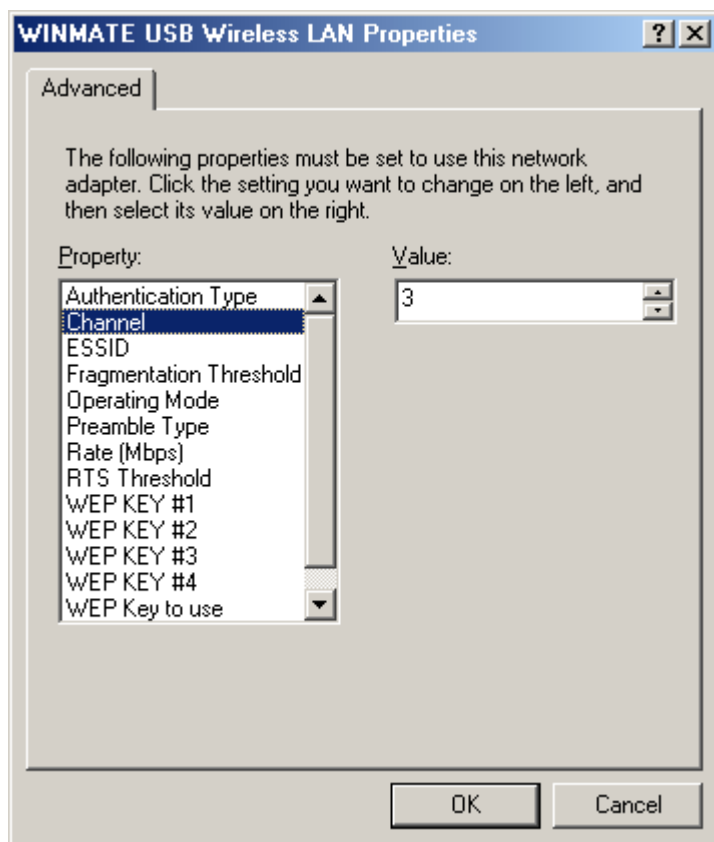 WINMATE USB Wireless LAN Properties
Advanced
The following properties must be set to use this network
adapter. Click the setting you want to change on the left, and
then select its value on the right.
Property:
Value:
Authentication Type
Channel
ESSID
Fragmentation Threshold
Operating Mode
Preamble Type
Rate (Mbps)
RTS Threshold
WEP KEY #1
WEP KEY #2
WEP KEY #3
WEP KEY #4
WEP Key to use
3
OK
Cancel